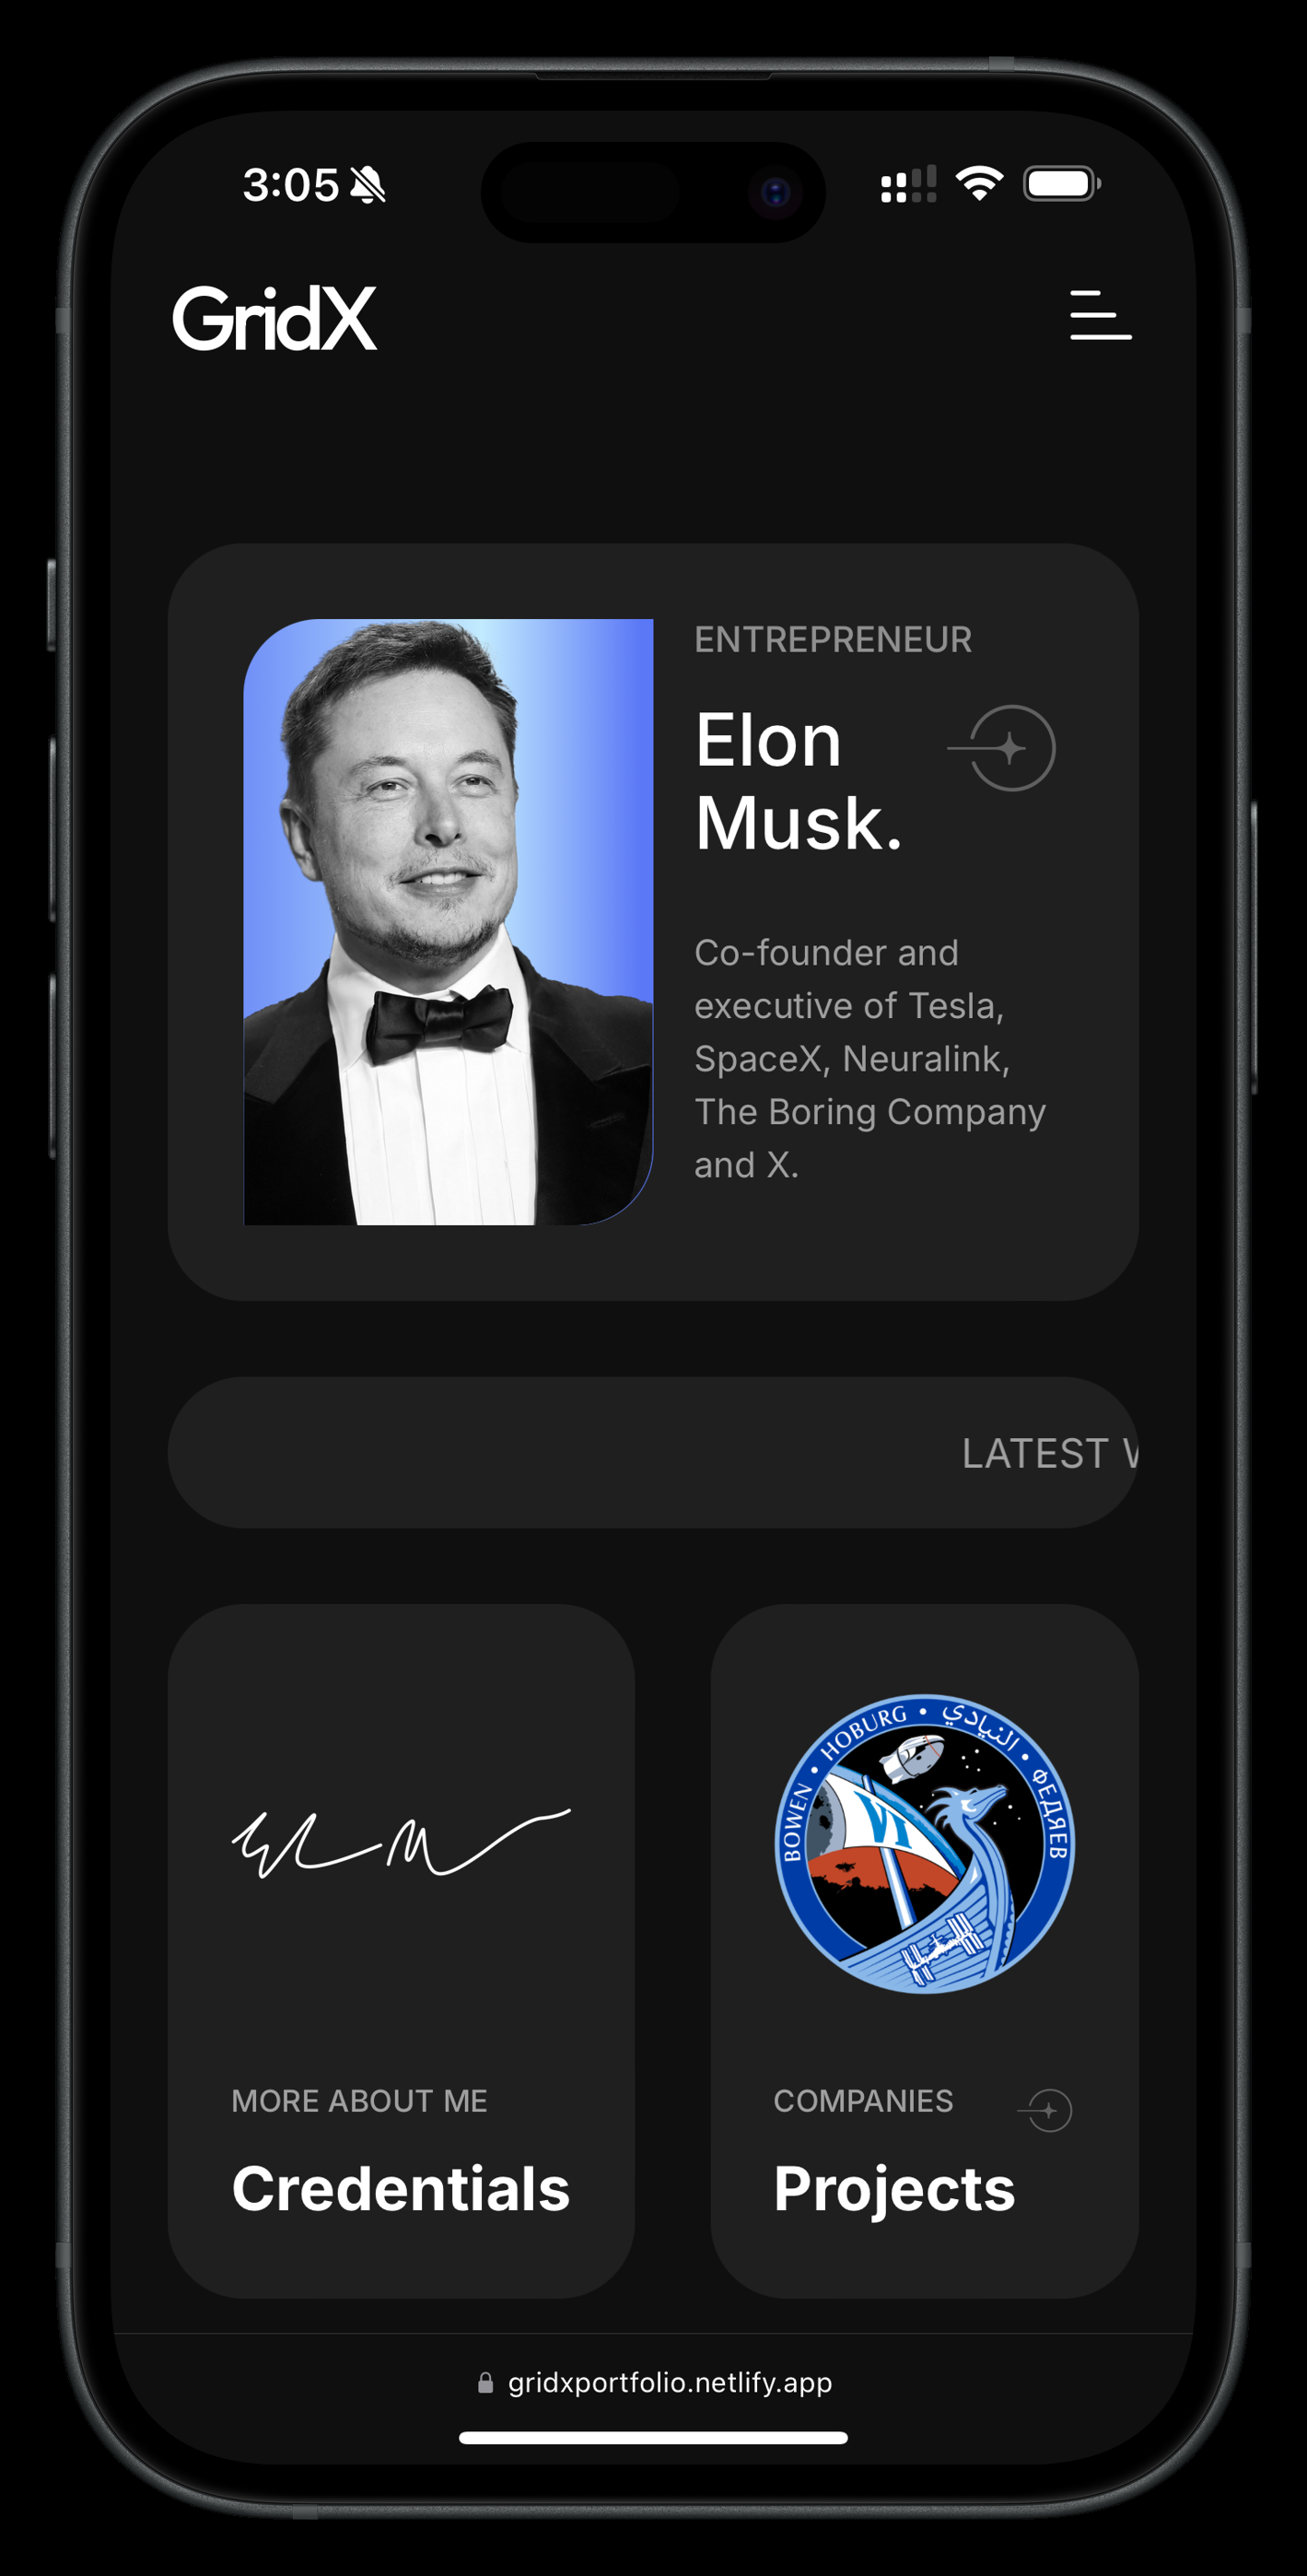 3:05
GridX
ENTREPRENEUR
Elon
Musk.
Co-founder and
executive of Tesla,
SpaceX, Neuralink,
The Boring Company
and X.
LATEST
BOWEN • HOBURG • النيادي • ФЕДЯЕВ
VI
MORE ABOUT ME
Credentials
COMPANIES
Projects
gridxportfolio.netlify.app